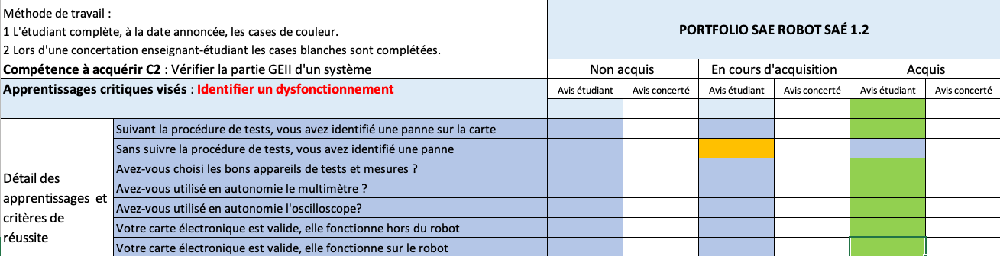 Méthode de travail :
1 L'étudiant complète, à la date annoncée, les cases de couleur.
2 Lors d'une concertation enseignant-étudiant les cases blanches sont complétées.
PORTFOLIO SAE ROBOT SAÉ 1.2
Compétence à acquérir C2 : Vérifier la partie GEII d'un système
Non acquis
En cours d'acquisition
Acquis
Apprentissages critiques visés : Identifier un dysfonctionnement
Avis étudiant
Avis concerté
Avis étudiant
Avis concerté
Avis étudiant
Avis concerté
Détail des
apprentissages et
critères de
réussite
Suivant la procédure de tests, vous avez identifié une panne sur la carte
Sans suivre la procédure de tests, vous avez identifié une panne
Avez-vous choisi les bons appareils de tests et mesures ?
Avez-vous utilisé en autonomie le multimètre ?
Avez-vous utilisé en autonomie l'oscilloscope?
Votre carte électronique est valide, elle fonctionne hors du robot
Votre carte électronique est valide, elle fonctionne sur le robot